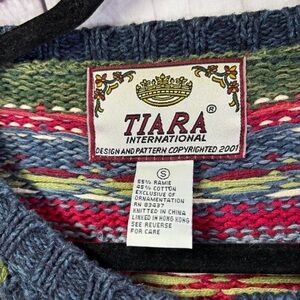 TIARA ®
INTERNATIONAL
DESIGN AND PATTERN COPYRIGHTED 2001
S
55% RAMIE
45% COTTON
EXCLUSIVE OF
ORNAMENTATION
RN 83437
KNITTED IN CHINA
LINKED IN HONG KONG
SEE REVERSE
FOR CARE